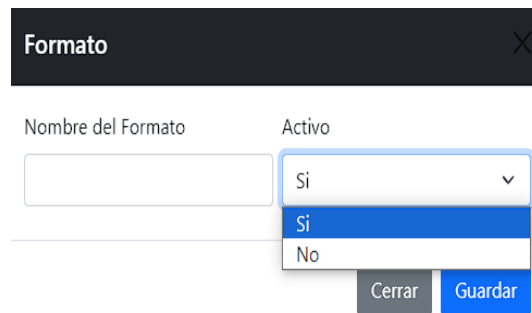 Formato
Nombre del Formato Activo
Si
Si
No
Cerrar Guardar